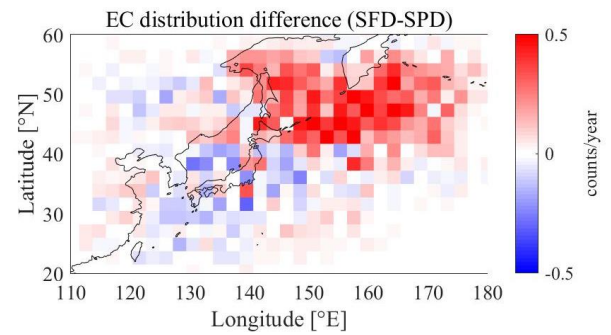 EC distribution difference (SFD-SPD)
60
50
40
30
20
Latitude [°N]
110 120 130 140 150 160 170 180
Longitude [°E]
0.5
0
-0.5
counts/year